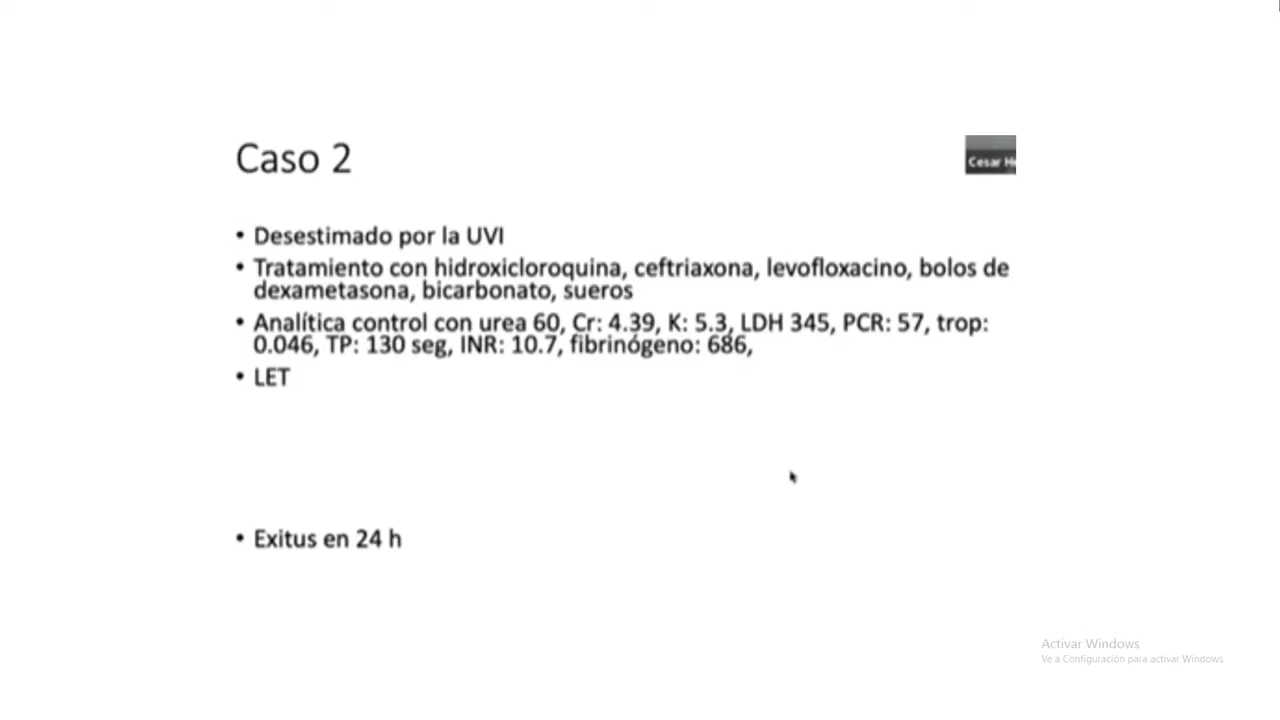 Caso 2
Cesar
• Desestimado por la UVI
• Tratamiento con hidroxicloroquina, ceftriaxona, levofloxacino, bolos de
dexametasona, bicarbonato, sueros
• Analítica control con urea 60, Cr: 4.39, K: 5.3, LDH 345, PCR: 57, trop:
0.046, TP: 130 seg, INR: 10.7, fibrinógeno: 686,
• LET
• Exitus en 24 h
Activar Windows
Ve a Configuración para activar Windows.